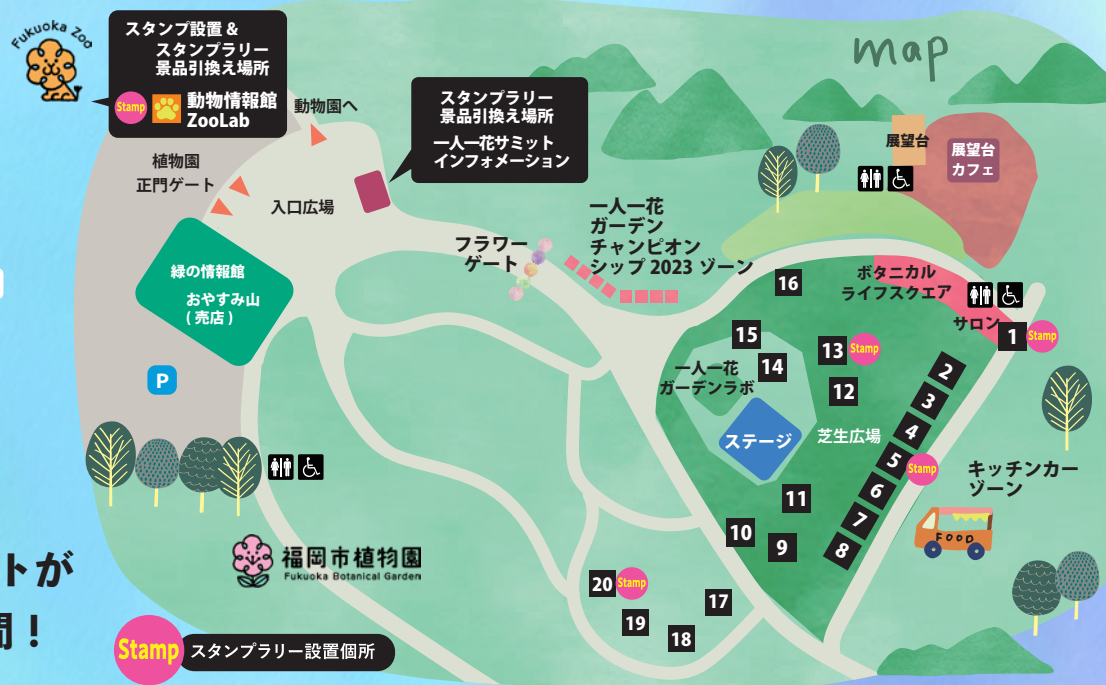 Fukuoka Zoo
スタンプ設置 &
スタンプラリー
景品引換え場所
Stamp
動物情報館
ZooLab
動物園へ
スタンプラリー
景品引換え場所
一人一花サミット
インフォメーション
map
植物園
正門ゲート
入口広場
緑の情報館
おやすみ山
(売店)
P
フラワー
ゲート
一人一花
ガーデン
チャンピオン
シップ 2023 ゾーン
展望台
展望台
カフェ
ボタニカル
ライフスクエア
サロン
1
Stamp
16
15
14
13
Stamp
12
一人一花
ガーデンラボ
ステージ
芝生広場
2
3
4
5
Stamp
6
7
8
11
10
9
キッチンカー
ゾーン
FOOD
20
Stamp
19
18
17
福岡市植物園
Fukuoka Botanical Garden
トが
！
Stamp
スタンプラリー設置個所